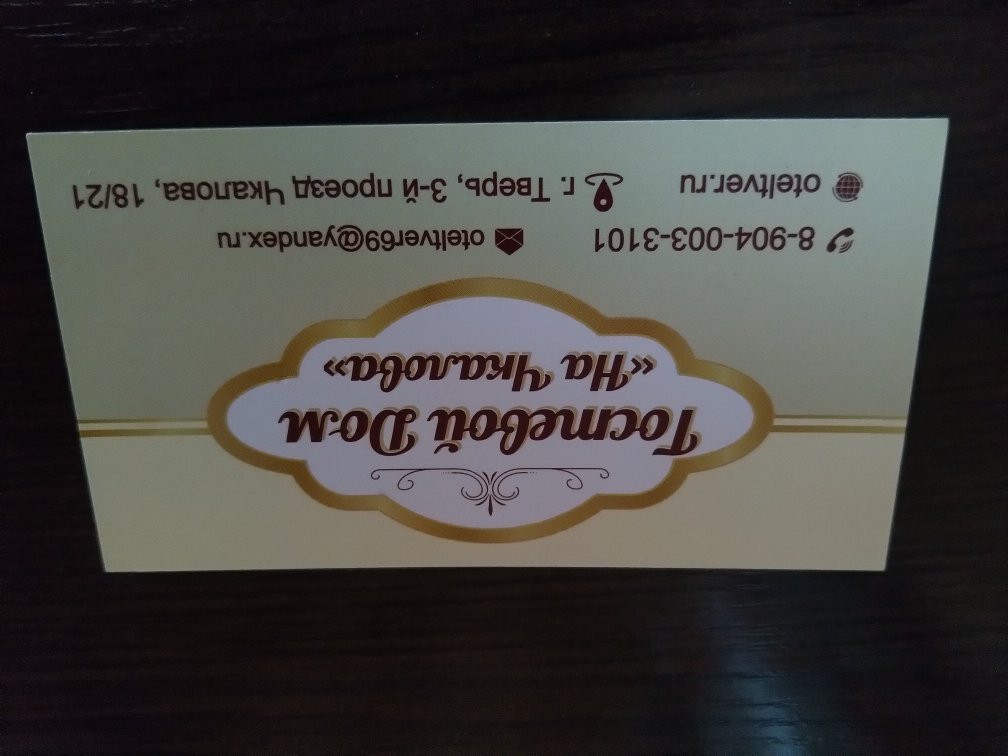 Гостевой Дом
«На Чкалова»
8-904-003-3101 oteltver69@yandex.ru
oteltver.ru г. Тверь, 3-й проезд Чкалова, 18/21